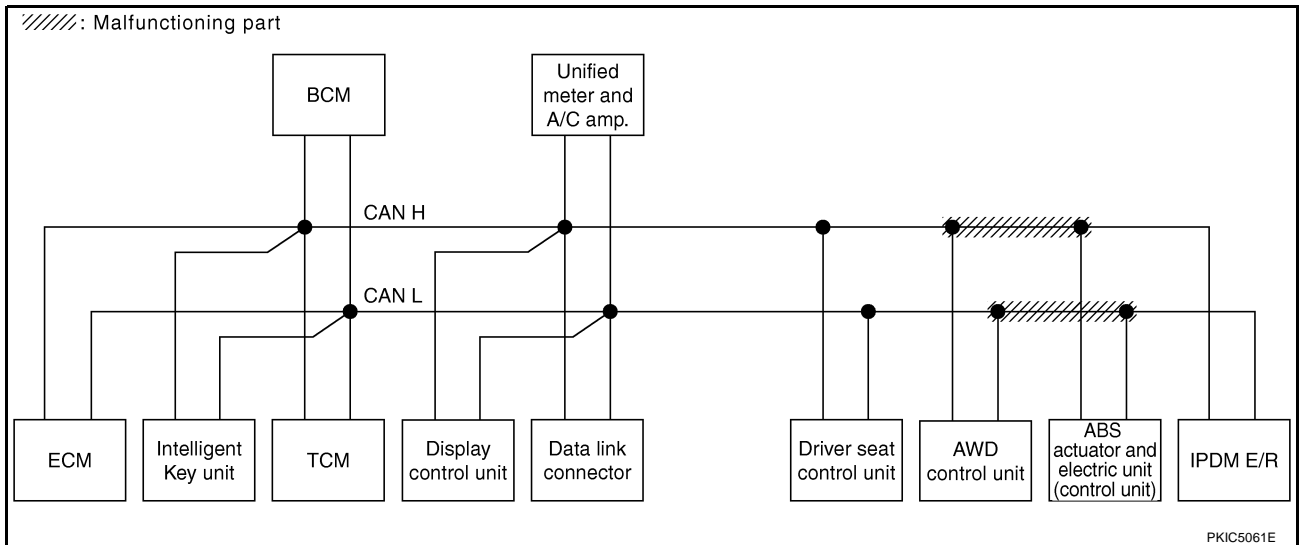 : Malfunctioning part
BCM
Unified
meter and
A/C amp.
CAN H
CAN L
ECM
Intelligent
Key unit
TCM
Display
control unit
Data link
connector
Driver seat
control unit
AWD
control unit
ABS
actuator and
electric unit
(control unit)
IPDM E/R
PKIC5061E